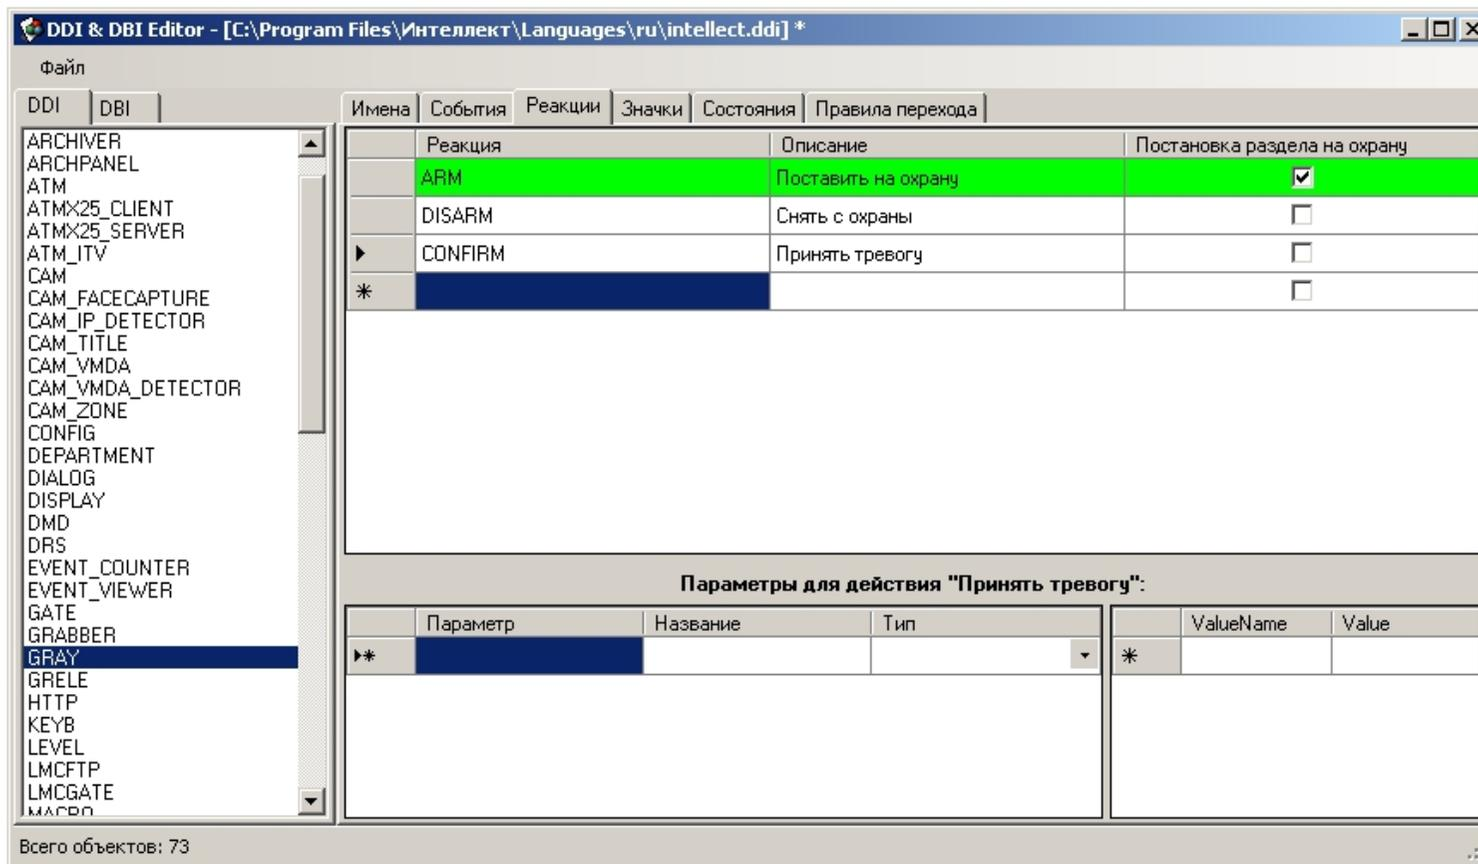 DDI & DBI Editor - [C:\Program Files\Интеллект\Languages\ru\intellect.ddi] *
Файл
DDI DBI
ARCHIVER
ARCHPANEL
ATM
ATMX25_CLIENT
ATMX25_SERVER
ATM_ITV
CAM
CAM_FACECAPTURE
CAM_IP_DETECTOR
CAM_TITLE
CAM_VMDA
CAM_VMDA_DETECTOR
CAM_ZONE
CONFIG
DEPARTMENT
DIALOG
DISPLAY
DMD
DRS
EVENT_COUNTER
EVENT_VIEWER
GATE
GRABBER
GRAY
GRELE
HTTP
KEYB
LEVEL
LMCFTP
LMCGATE
MACRO
Имена События Реакции Значки Состояния Правила перехода
Реакция Описание Постановка раздела на охрану
ARM Поставить на охрану
DISARM Снять с охраны
CONFIRM Принять тревогу
Параметры для действия "Принять тревогу":
Параметр Название Тип
ValueName Value
Всего объектов: 73